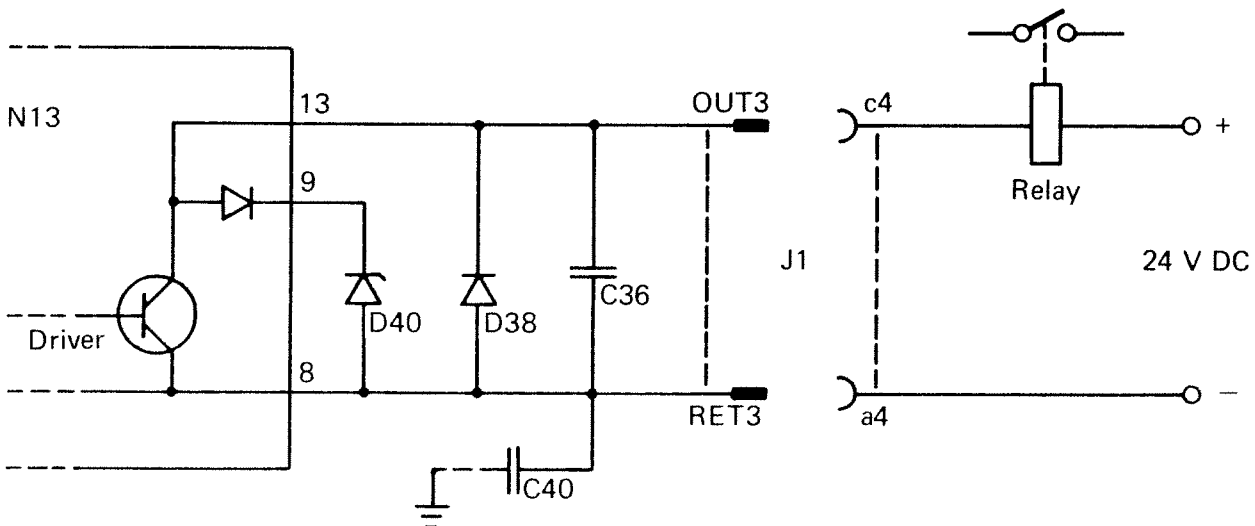 N13
13
OUT3
c4
+
9
Relay
J1
24 V DC
C36
D40
D38
Driver
8
RET3
a4
−
C40